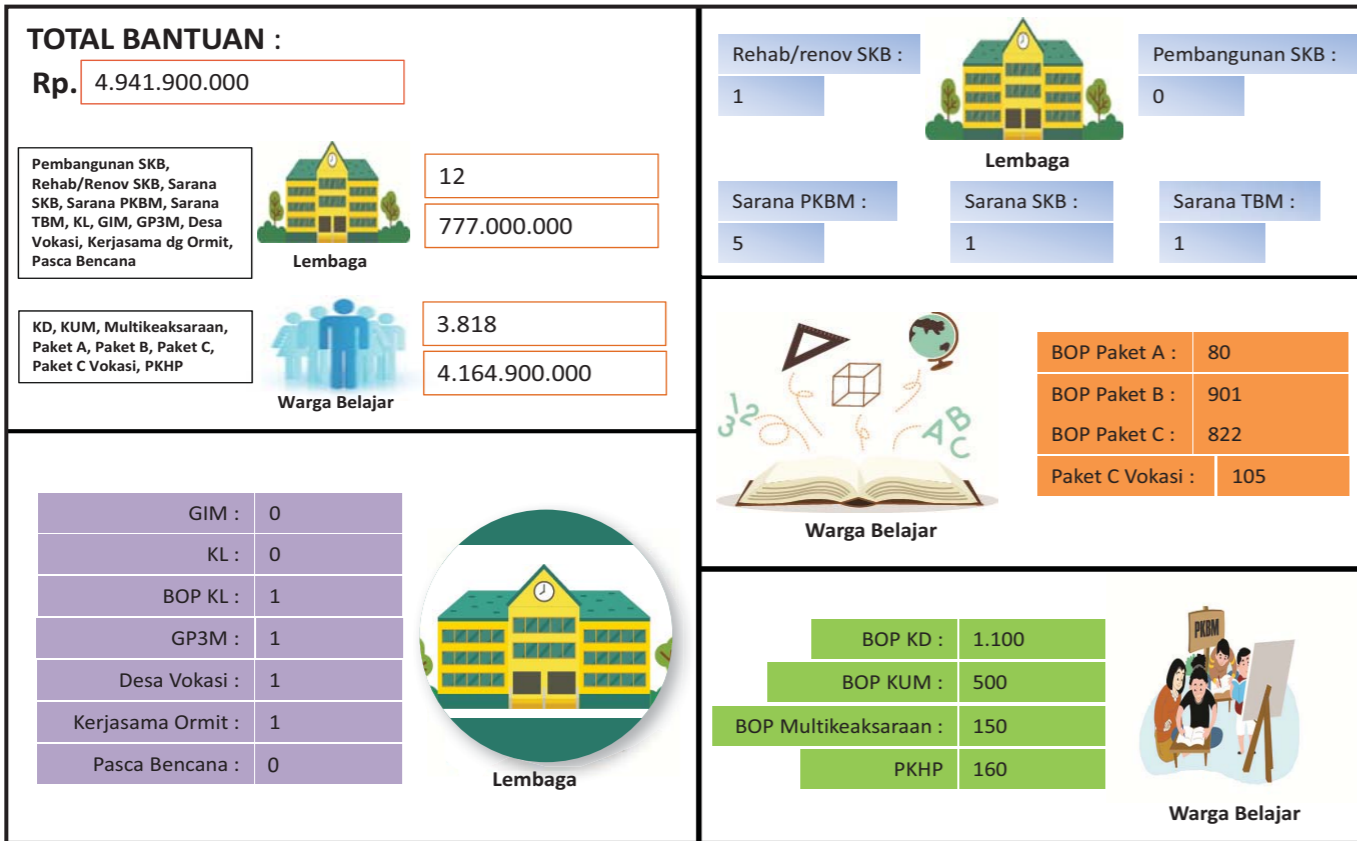 TOTAL BANTUAN :
Rp. 4.941.900.000
Pembangunan SKB,
Rehab/Renov SKB, Sarana
SKB, Sarana PKBM, Sarana
TBM, KL, GIM, GP3M, Desa
Vokasi, Kerjasama dg Ormit,
Pasca Bencana
Lembaga
12
777.000.000
KD, KUM, Multikeaksaraan,
Paket A, Paket B, Paket C,
Paket C Vokasi, PKHP
Warga Belajar
3.818
4.164.900.000
Rehab/renov SKB :
1
Lembaga
Pembangunan SKB :
0
Sarana PKBM :
5
Sarana SKB :
1
Sarana TBM :
1
123
ABC
Warga Belajar
BOP Paket A : 80
BOP Paket B : 901
BOP Paket C : 822
Paket C Vokasi : 105
GIM : 0
KL : 0
BOP KL : 1
GP3M : 1
Desa Vokasi : 1
Kerjasama Ormit : 1
Pasca Bencana : 0
Lembaga
BOP KD : 1.100
BOP KUM : 500
BOP Multikeaksaraan : 150
PKHP 160
PKBM
Warga Belajar